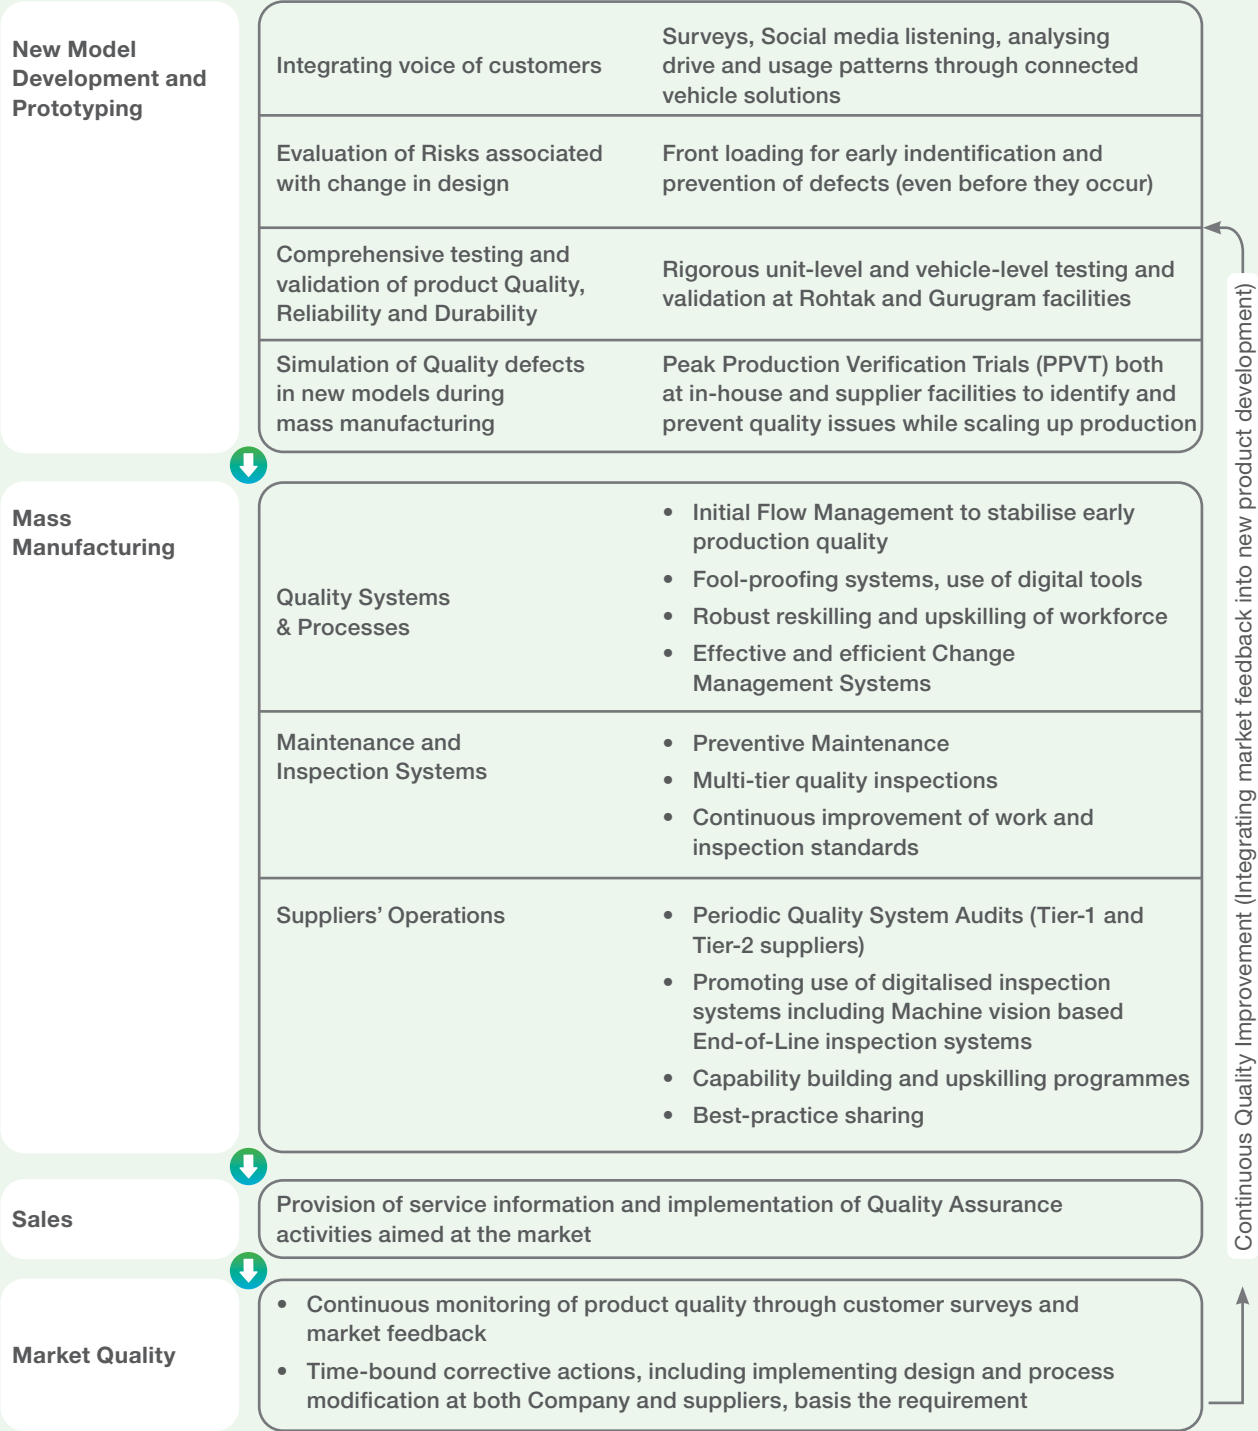 New Model
Development and
Prototyping
Integrating voice of customers
Surveys, Social media listening, analysing
drive and usage patterns through connected
vehicle solutions
Evaluation of Risks associated
with change in design
Front loading for early indentification and
prevention of defects (even before they occur)
Comprehensive testing and
validation of product Quality,
Reliability and Durability
Rigorous unit-level and vehicle-level testing and
validation at Rohtak and Gurugram facilities
Simulation of Quality defects
in new models during
mass manufacturing
Peak Production Verification Trials (PPVT) both
at in-house and supplier facilities to identify and
prevent quality issues while scaling up production
Mass
Manufacturing
Quality Systems
& Processes
• Initial Flow Management to stabilise early
production quality
• Fool-proofing systems, use of digital tools
• Robust reskilling and upskilling of workforce
• Effective and efficient Change
Management Systems
Maintenance and
Inspection Systems
• Preventive Maintenance
• Multi-tier quality inspections
• Continuous improvement of work and
inspection standards
Suppliers’ Operations
• Periodic Quality System Audits (Tier-1 and
Tier-2 suppliers)
• Promoting use of digitalised inspection
systems including Machine vision based
End-of-Line inspection systems
• Capability building and upskilling programmes
• Best-practice sharing
Sales
Provision of service information and implementation of Quality Assurance
activities aimed at the market
Market Quality
• Continuous monitoring of product quality through customer surveys and
market feedback
• Time-bound corrective actions, including implementing design and process
modification at both Company and suppliers, basis the requirement
Continuous Quality Improvement (Integrating market feedback into new product development)